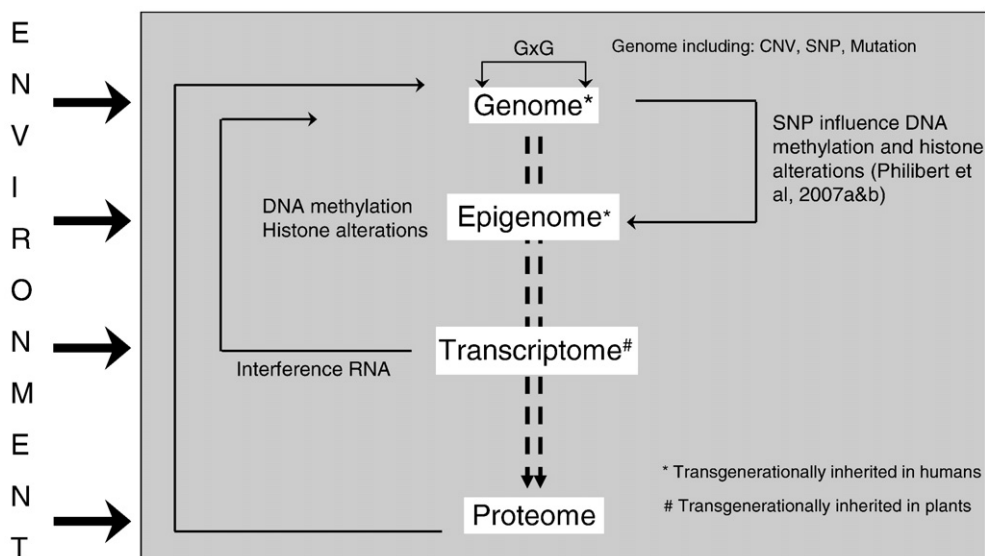 ENVIRONMENT
GxG
Genome including: CNV, SNP, Mutation
Genome*
SNP influence DNA
methylation and histone
alterations (Philibert et
al, 2007a&b)
DNA methylation
Histone alterations
Epigenome*
Transcriptome#
Interference RNA
* Transgenerationally inherited in humans
# Transgenerationally inherited in plants
Proteome